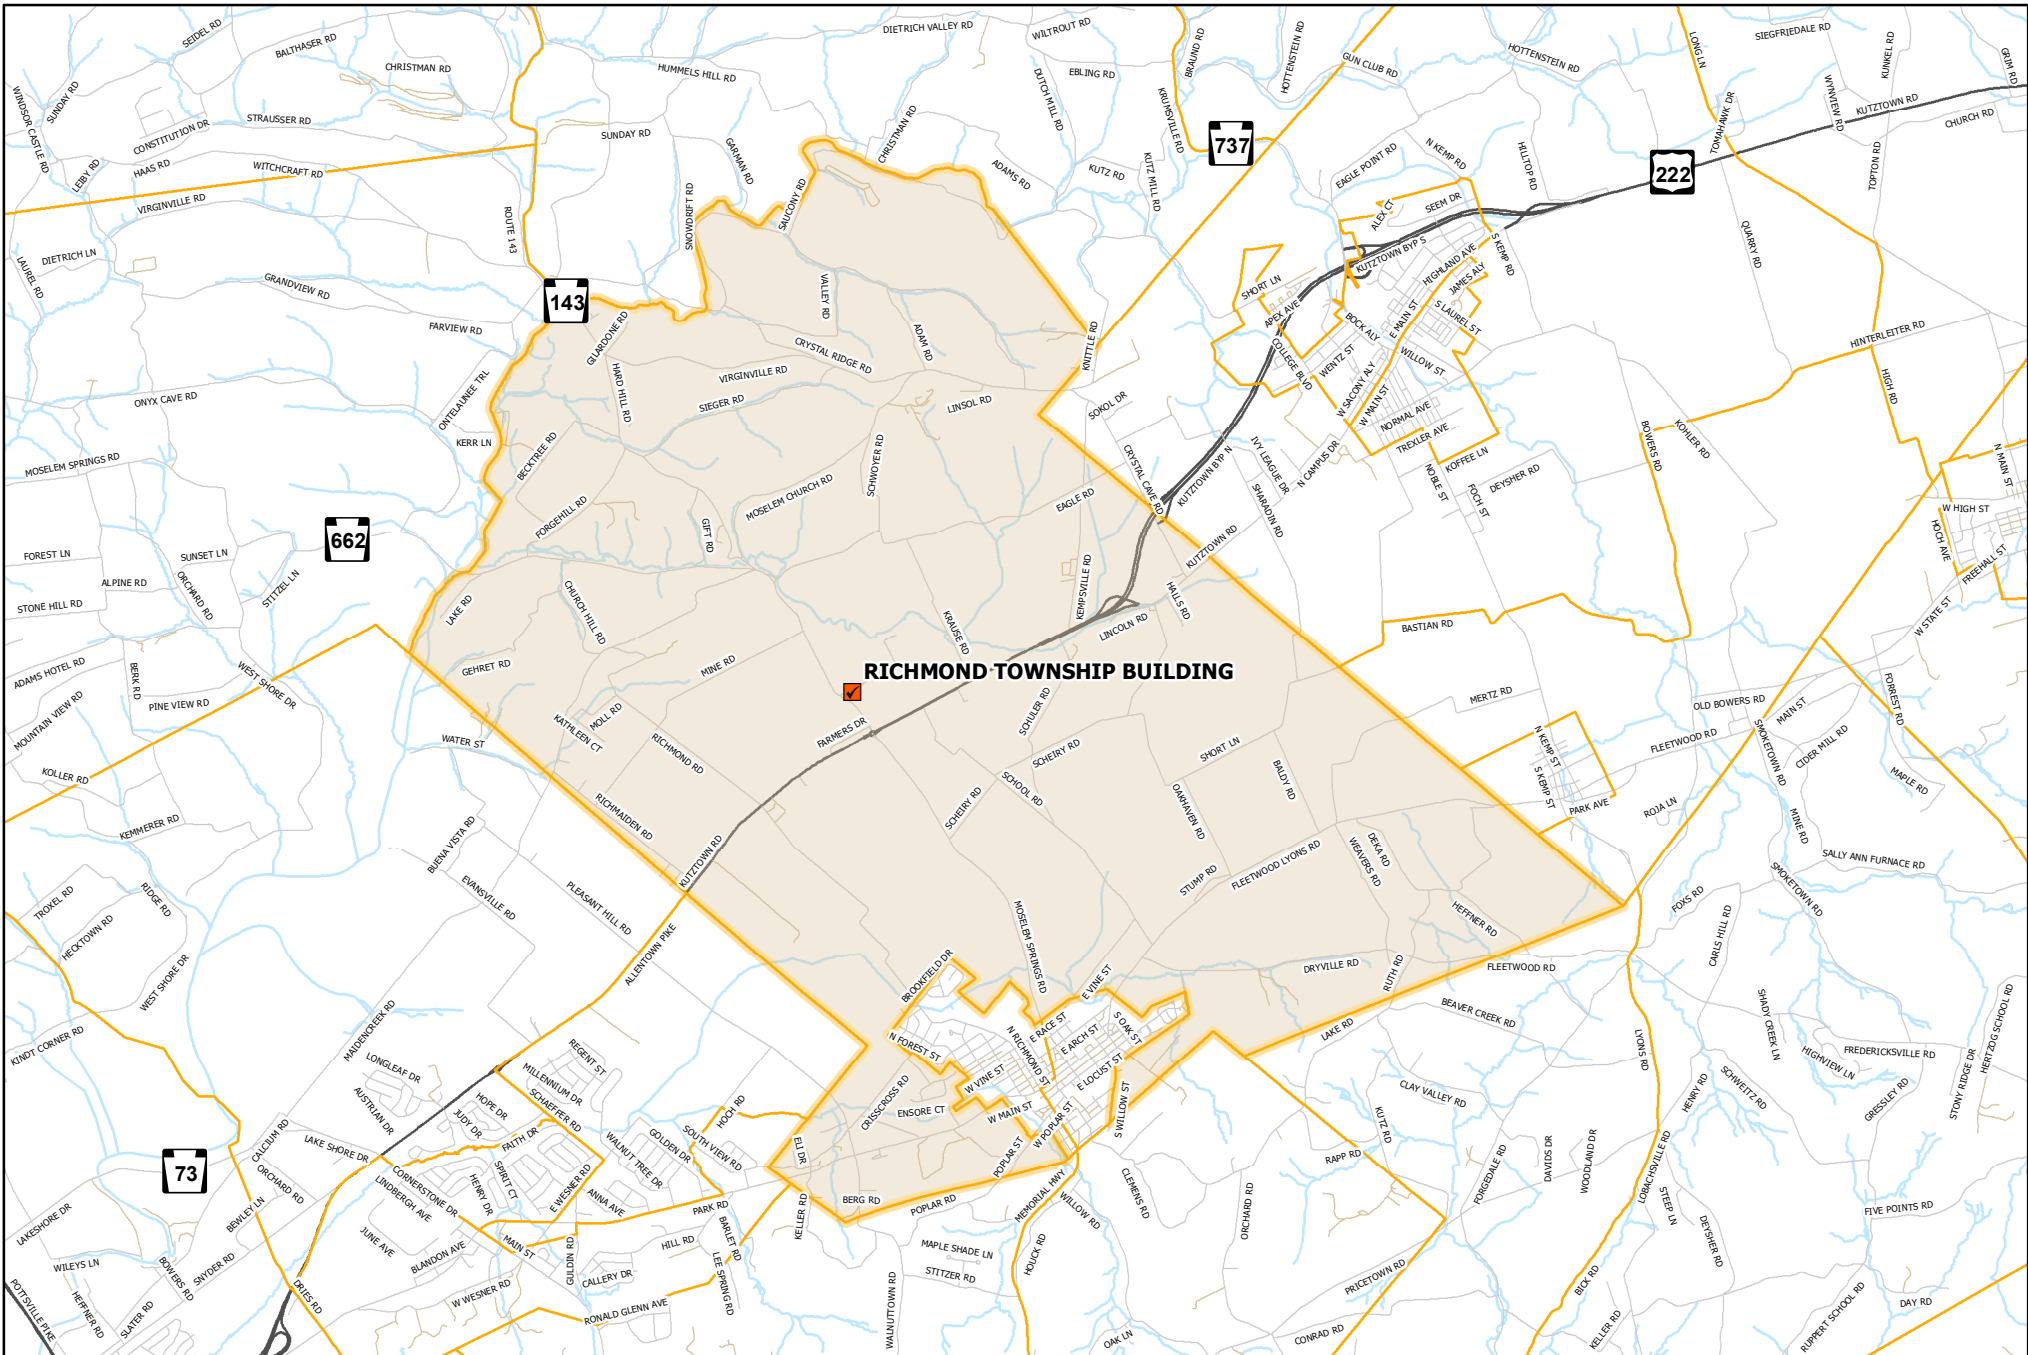 SEIDEL RD
BALTHASER RD
CHRISTMAN RD
HUMMELS HILL RD
DIETRICH VALLEY RD
WILTROUT RD
EBLING RD
DUTCH MILL RD
BRAUND RD
HOTTENSTEIN RD
GUN CLUB RD
HOTTENSTEIN RD
LONG LN
SIEGFRIEDALE RD
KUNKEL RD
GRIM RD
WYNVIEW RD
KUTZTOWN RD
CHURCH RD
TOMAHAWK DR
TOPTON RD
WINDSOR CASTLE RD
SUNDAY RD
STRAUSSER RD
CONSTITUTION DR
HAAS RD
LEIBY RD
WITCHCRAFT RD
VIRGINVILLE RD
SUNDAY RD
GARMAN RD
CHRISTMAN RD
ADAMS RD
KUTZ RD
KUTZ MILL RD
KRUMSVILLE RD
737
EAGLE POINT RD
N KEMP RD
HILLTOP RD
222
ROUTE 143
SNOWDRIFT RD
SAUCONY RD
ALEX CT
SEEM DR
KUTZTOWN BYP S
S KEMP RD
HIGHLAND AVE
JAMES ALY
QUARRY RD
DIETRICH LN
LAUREL RD
GRANDVIEW RD
FARVIEW RD
143
GILARDONE RD
VALLEY RD
ADAM RD
CRYSTAL RIDGE RD
KNITTLE RD
SHORT LN
APEX AVE
COLLEGE BLVD
BOCK ALY
E MAIN ST
S LAUREL ST
WENTZ ST
WILLOW ST
W SACONY ALY
W MAIN ST
NORMAL AVE
TREXLER AVE
KOFFEE LN
HINTERLEITER RD
HIGH RD
ONYX CAVE RD
ONTELAUNEE TRL
KERR LN
HARD HILL RD
VIRGINVILLE RD
SIEGER RD
LINSOL RD
SOKOL DR
CRYSTAL CAVE RD
KUTZTOWN BYP N
IVY LEAGUE DR
N CAMPUS DR
SHARADIN RD
NOBLE ST
FOCH ST
DEYSHER RD
BOWERS RD
KOHLER RD
N MAIN ST
W HIGH ST
HOCH AVE
FREEHALL ST
W STATE ST
MOSELEM SPRINGS RD
BECKTREE RD
FORGEHILL RD
GIFT RD
MOSELEM CHURCH RD
SCHWOYER RD
EAGLE RD
KUTZTOWN RD
662
FOREST LN
SUNSET LN
ALPINE RD
ORCHARD RD
STITZEL LN
STONE HILL RD
LAKE RD
CHURCH HILL RD
KRAUSE RD
KEMPSVILLE RD
LINCOLN RD
HALLS RD
BASTIAN RD
ADAMS HOTEL RD
BERK RD
WEST SHORE DR
PINE VIEW RD
MOUNTAIN VIEW RD
GEHRET RD
MINE RD
RICHMOND TOWNSHIP BUILDING
MOLL RD
KATHLEEN CT
RICHMOND RD
FARMERS DR
SCHULER RD
SCHEIRY RD
SCHOOL RD
SCHEIRY RD
SHORT LN
BALDY RD
OAKHAVEN RD
MERTZ RD
N KEMP ST
S KEMP ST
PARK AVE
OLD BOWERS RD
MAIN ST
FLEETWOOD RD
SMOKETOWN RD
CIDER MILL RD
FORREST RD
MAPLE RD
ROJA LN
MINE RD
SALLY ANN FURNACE RD
SMOKETOWN RD
WATER ST
KOLLER RD
KEMMERER RD
RICHMAIDEN RD
BUENA VISTA RD
KUTZTOWN RD
EVANSVILLE RD
PLEASANT HILL RD
DEKA RD
WEAVERS RD
FLEETWOOD LYONS RD
STUMP RD
HEFFNER RD
FOXS RD
CARLS HILL RD
TROXEL RD
RIDGE RD
HECKTOWN RD
WEST SHORE DR
ALLENTOWN PIKE
MOSELEM SPRINGS RD
BROOKFIELD DR
E VINE ST
DRYVILLE RD
RUTH RD
FLEETWOOD RD
BEAVER CREEK RD
LAKE RD
KINDT CORNER RD
MAIDENCREEK RD
N FOREST ST
N RICHMOND ST
E RACE ST
E ARCH ST
S OAK ST
E LOCUST ST
W VINE ST
W MAIN ST
W POPLAR ST
S WILLOW ST
LYONS RD
SHADY CREEK LN
HIGHVIEW LN
FREDERICKSVILLE RD
HERTZOG SCHOOL RD
STONY RIDGE DR
GRESSLEY RD
SCHWEITZ RD
HENRY RD
LONGLEAF DR
AUSTRIAN DR
REGENT ST
MILLENNIUM DR
SCHAEFFER RD
HOPE DR
JUDY DR
FAITH DR
CRISSCROSS RD
ENSORE CT
CLAY VALLEY RD
KUTZ RD
RAPP RD
FORGEDALE RD
DAVIDS DR
WOODLAND DR
LOBACHSVILLE RD
STEEP LN
DEYSHER RD
FIVE POINTS RD
73
CALCIUM RD
LAKE SHORE DR
ORCHARD RD
BEWLEY LN
CORNERSTONE DR
LINDBERGH AVE
HENRY DR
SPIRIT CT
E WESNER RD
WALNUT TREE DR
GOLDEN DR
SOUTH VIEW RD
HOCH RD
ANNA AVE
ELI DR
POPLAR ST
BERG RD
POPLAR RD
MEMORIAL HWY
WILLOW RD
CLEMENS RD
ORCHARD RD
LAKESHORE DR
WILEYS LN
BOWERS RD
SNYDER RD
JUNE AVE
BLANDON AVE
MAIN ST
GULDIN RD
PARK RD
BARLET RD
HILL RD
KELLER RD
MAPLE SHADE LN
STITZER RD
HOUCK RD
CALLERY DR
LEE SPRING RD
W WESNER RD
RONALD GLENN AVE
WALNUTTOWN RD
OAK LN
PRICETOWN RD
CONRAD RD
BICK RD
KELLER RD
RUPPERT SCHOOL RD
DAY RD
POTTSVILLE PIKE
HEFFNER RD
SLATER RD
DRIES RD